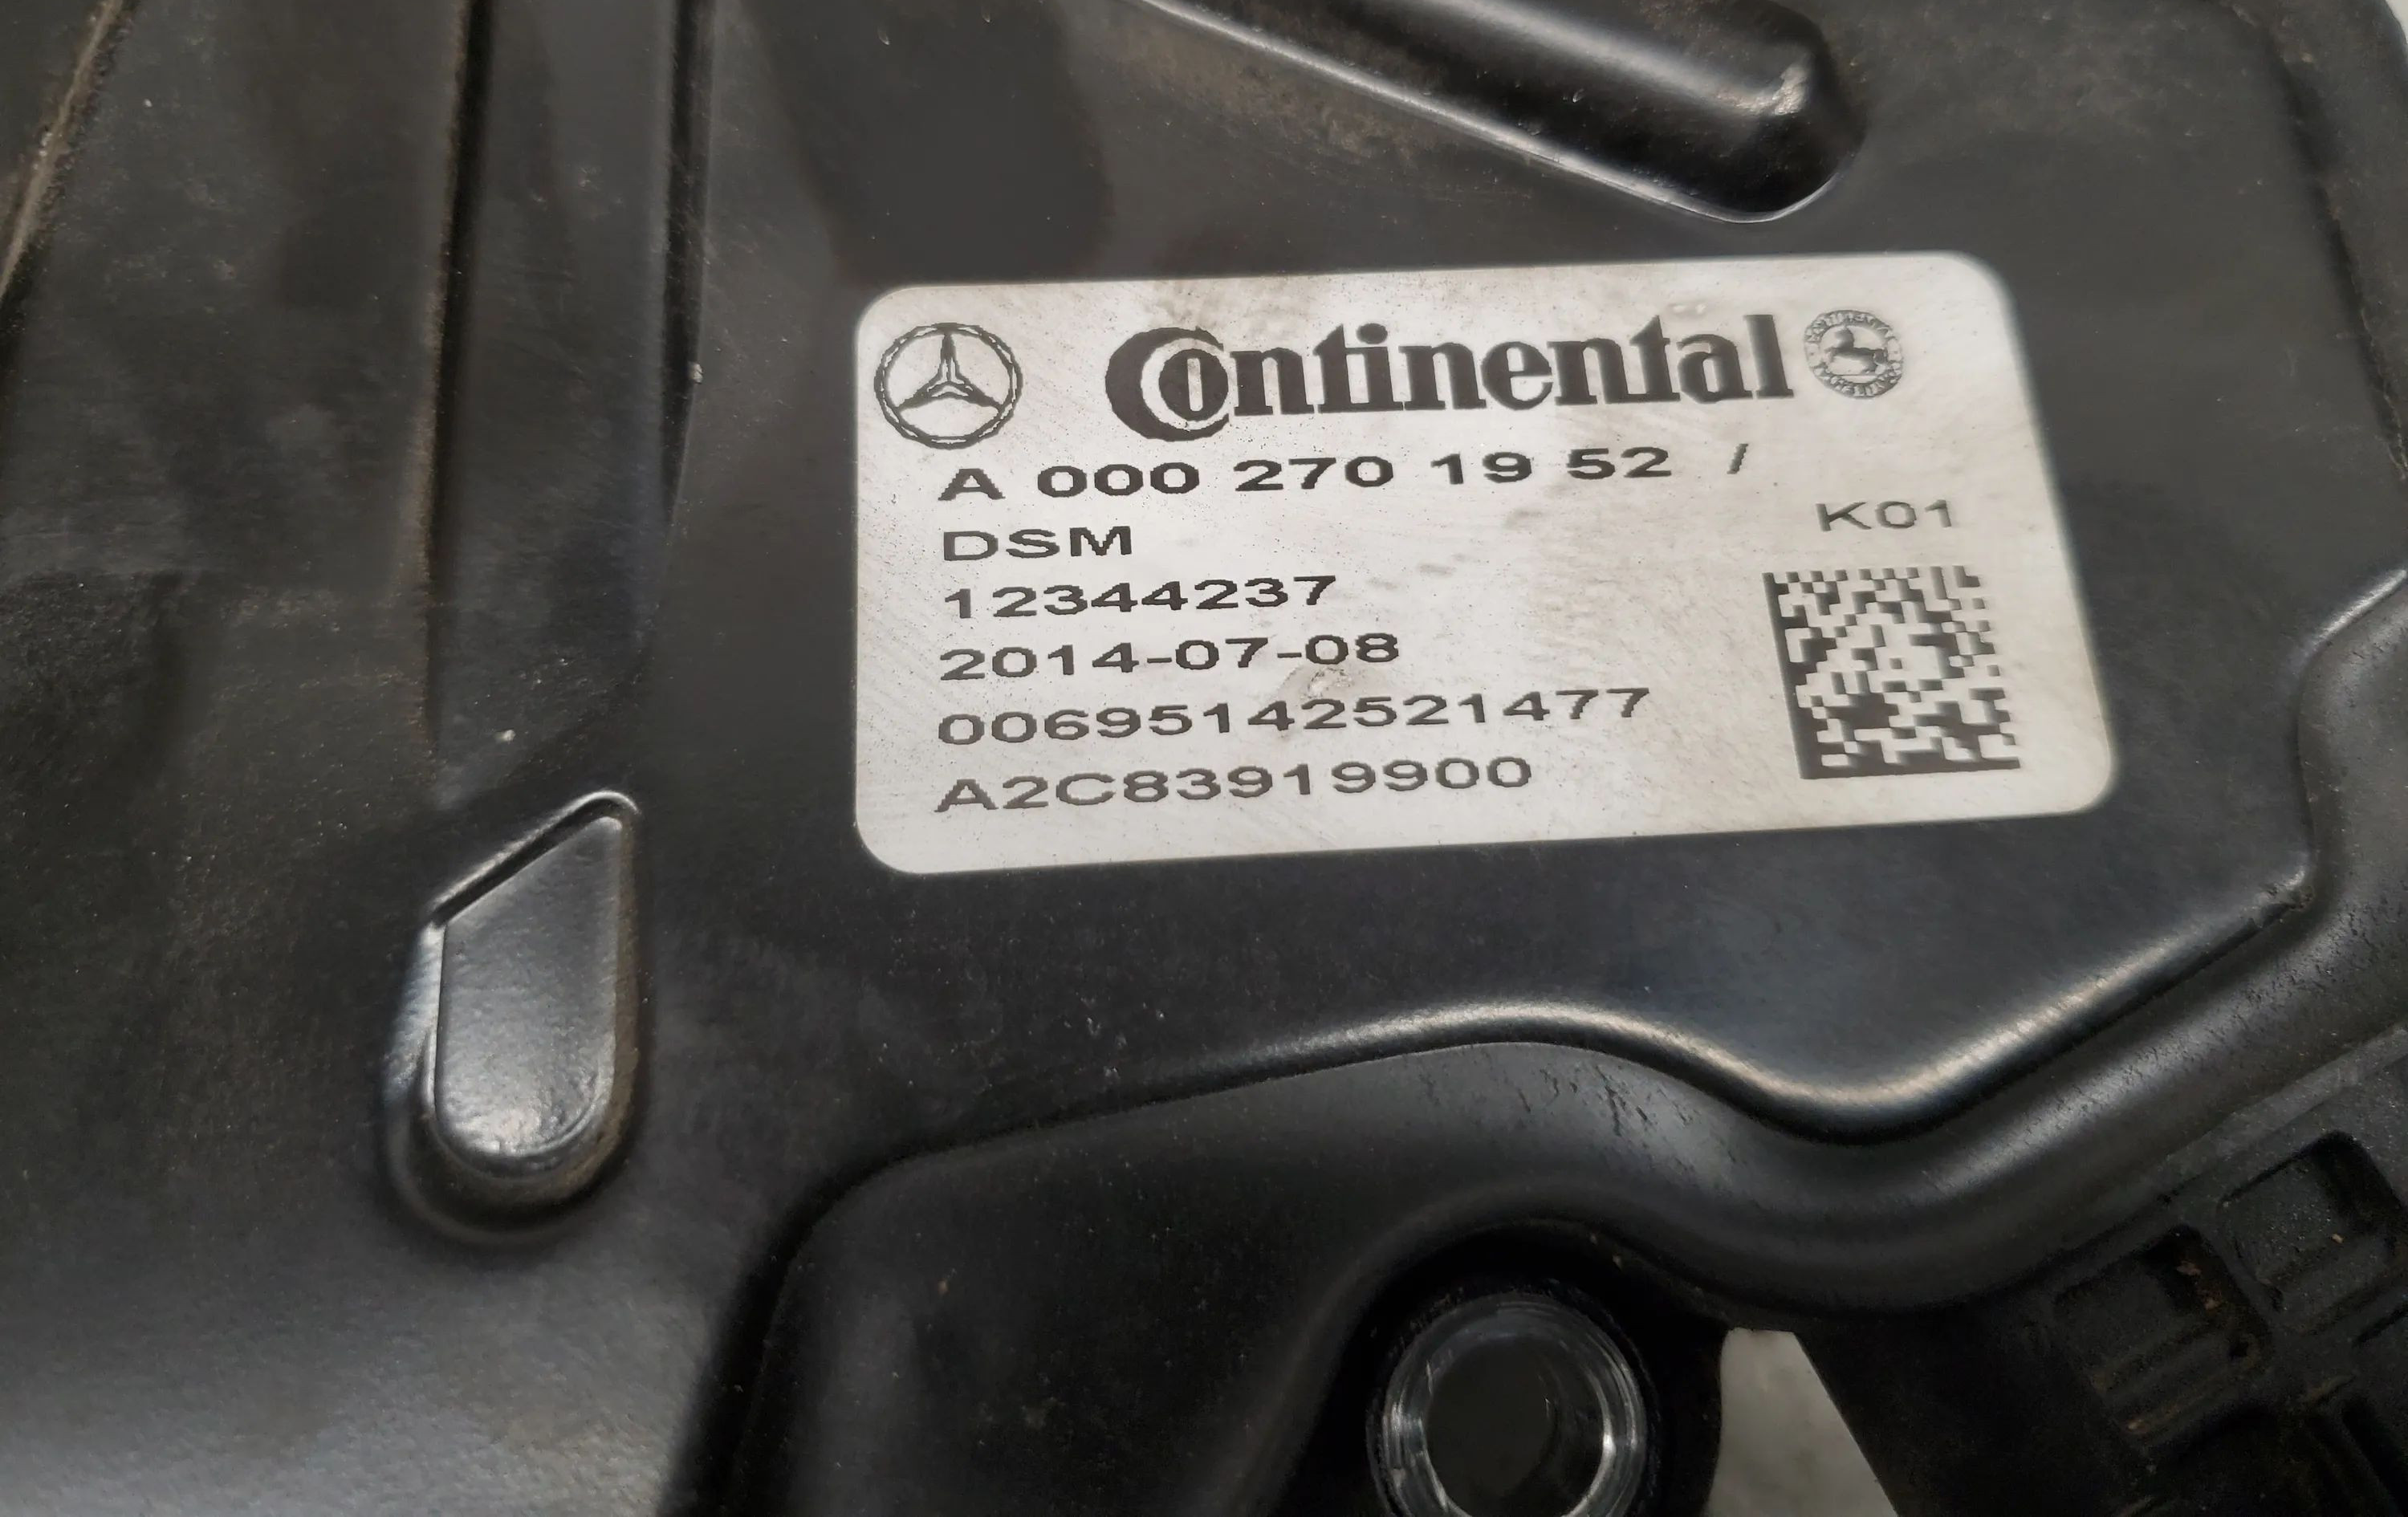 Continental
A 000 270 19 52 /
K01
DSM
12344237
2014-07-08
00695142521477
A2C83919900